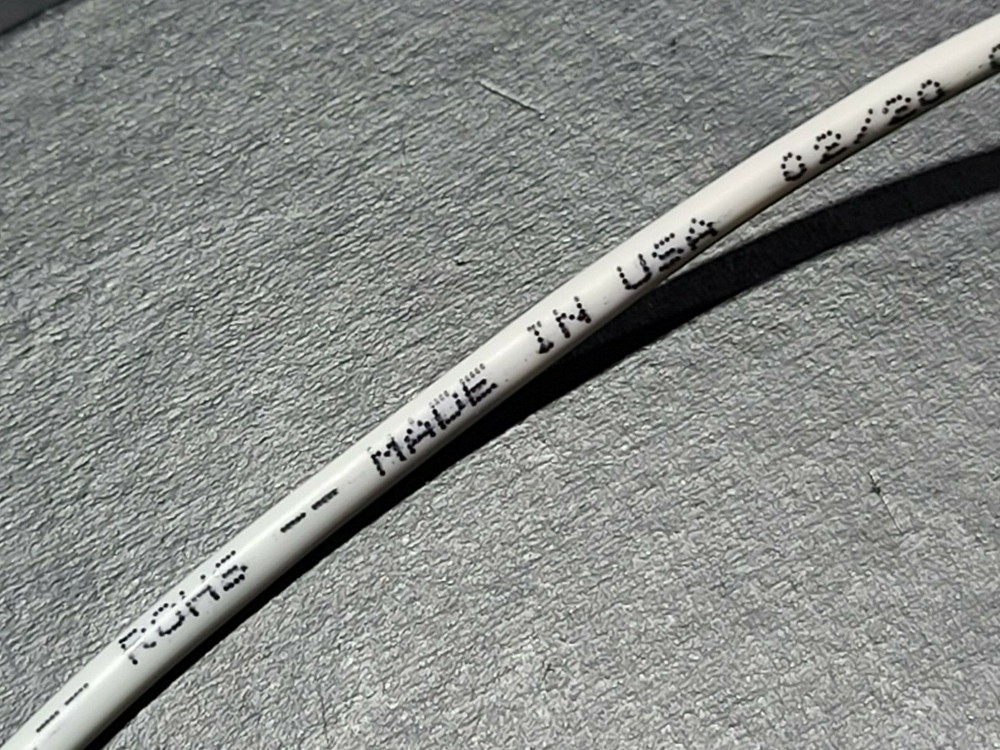 -- ROHS -- MADE IN USA 02/20